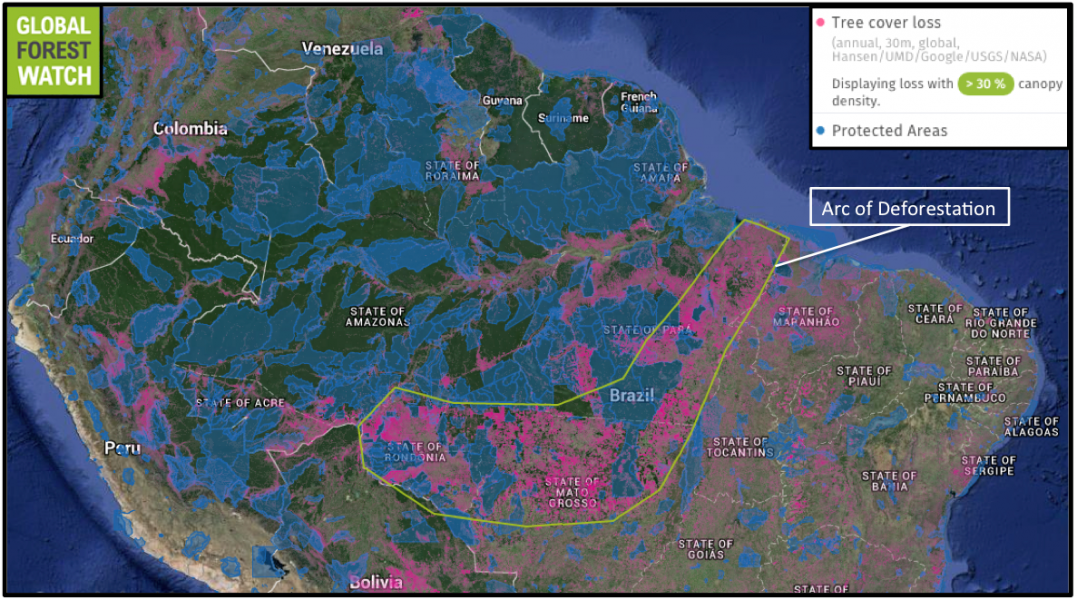 GLOBAL
FOREST
WATCH
Tree cover loss
(annual, 30m, global,
Hansen/UMD/Google/USGS/NASA)
Displaying loss with > 30 % canopy
density.
Protected Areas
Arc of Deforestation
Venezuela
Guyana
Suriname
French
Guiana
Colombia
STATE OF
RORAIMA
STATE OF
AMAPÁ
Ecuador
STATE OF
AMAZONAS
STATE OF PARÁ
STATE OF
MARANHÃO
STATE OF
CEARÁ
STATE OF
RIO GRANDE
DO NORTE
STATE OF
PARAÍBA
STATE OF
PIAUÍ
STATE OF
PERNAMBUCO
Brazil
STATE OF ACRE
STATE OF
ALAGOAS
Peru
STATE OF
RONDÔNIA
STATE OF
TOCANTINS
STATE OF
SERGIPE
STATE OF
BAHIA
STATE OF
MATO
GROSSO
STATE OF
GOIÁS
Bolivia
STATE OF